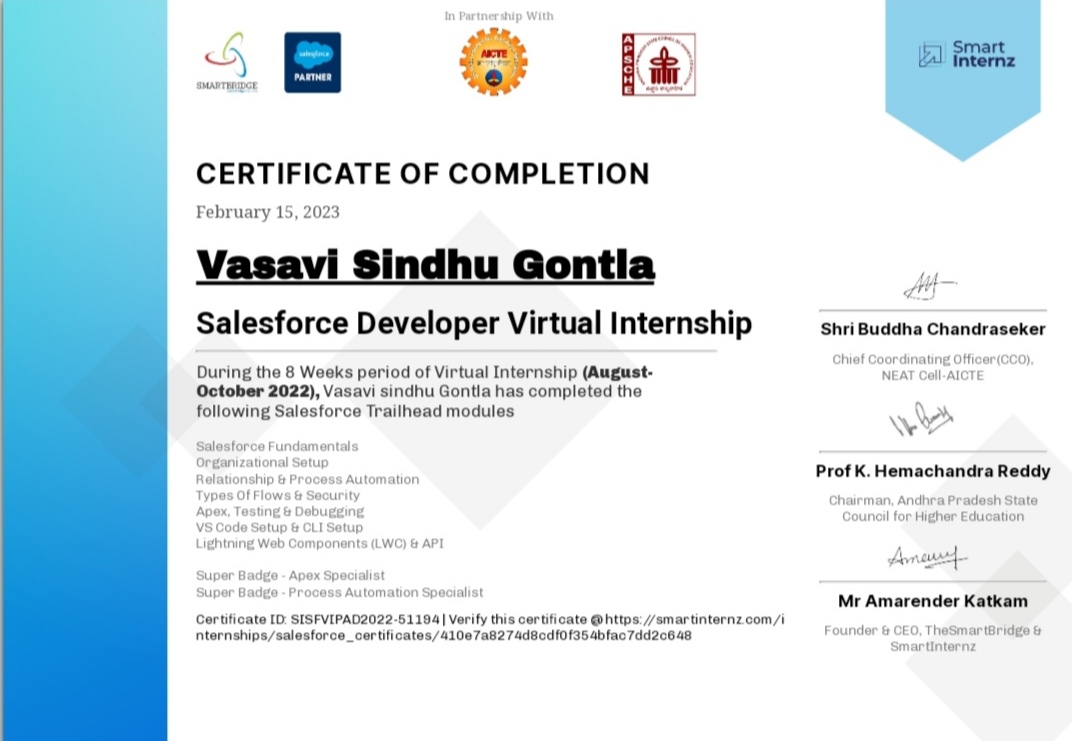 In Partnership With
SMARTBRIDGE
salesforce
PARTNER
AICTE
APSCHE
Smart
Internz
CERTIFICATE OF COMPLETION
February 15, 2023
Vasavi Sindhu Gontla
Salesforce Developer Virtual Internship
During the 8 Weeks period of Virtual Internship (August-
October 2022), Vasavi sindhu Gontla has completed the
following Salesforce Trailhead modules
Salesforce Fundamentals
Organizational Setup
Relationship & Process Automation
Types Of Flows & Security
Apex, Testing & Debugging
VS Code Setup & CLI Setup
Lightning Web Components (LWC) & API
Super Badge - Apex Specialist
Super Badge - Process Automation Specialist
Certificate ID: SISFVIPAD2022-51194 | Verify this certificate @ https://smartinternz.com/i
nternships/salesforce_certificates/410e7a8274d8cdf0f354bfac7dd2c648
Shri Buddha Chandraseker
Chief Coordinating Officer(CCO),
NEAT Cell-AICTE
Prof K. Hemachandra Reddy
Chairman, Andhra Pradesh State
Council for Higher Education
Mr Amarender Katkam
Founder & CEO, TheSmartBridge &
SmartInternz